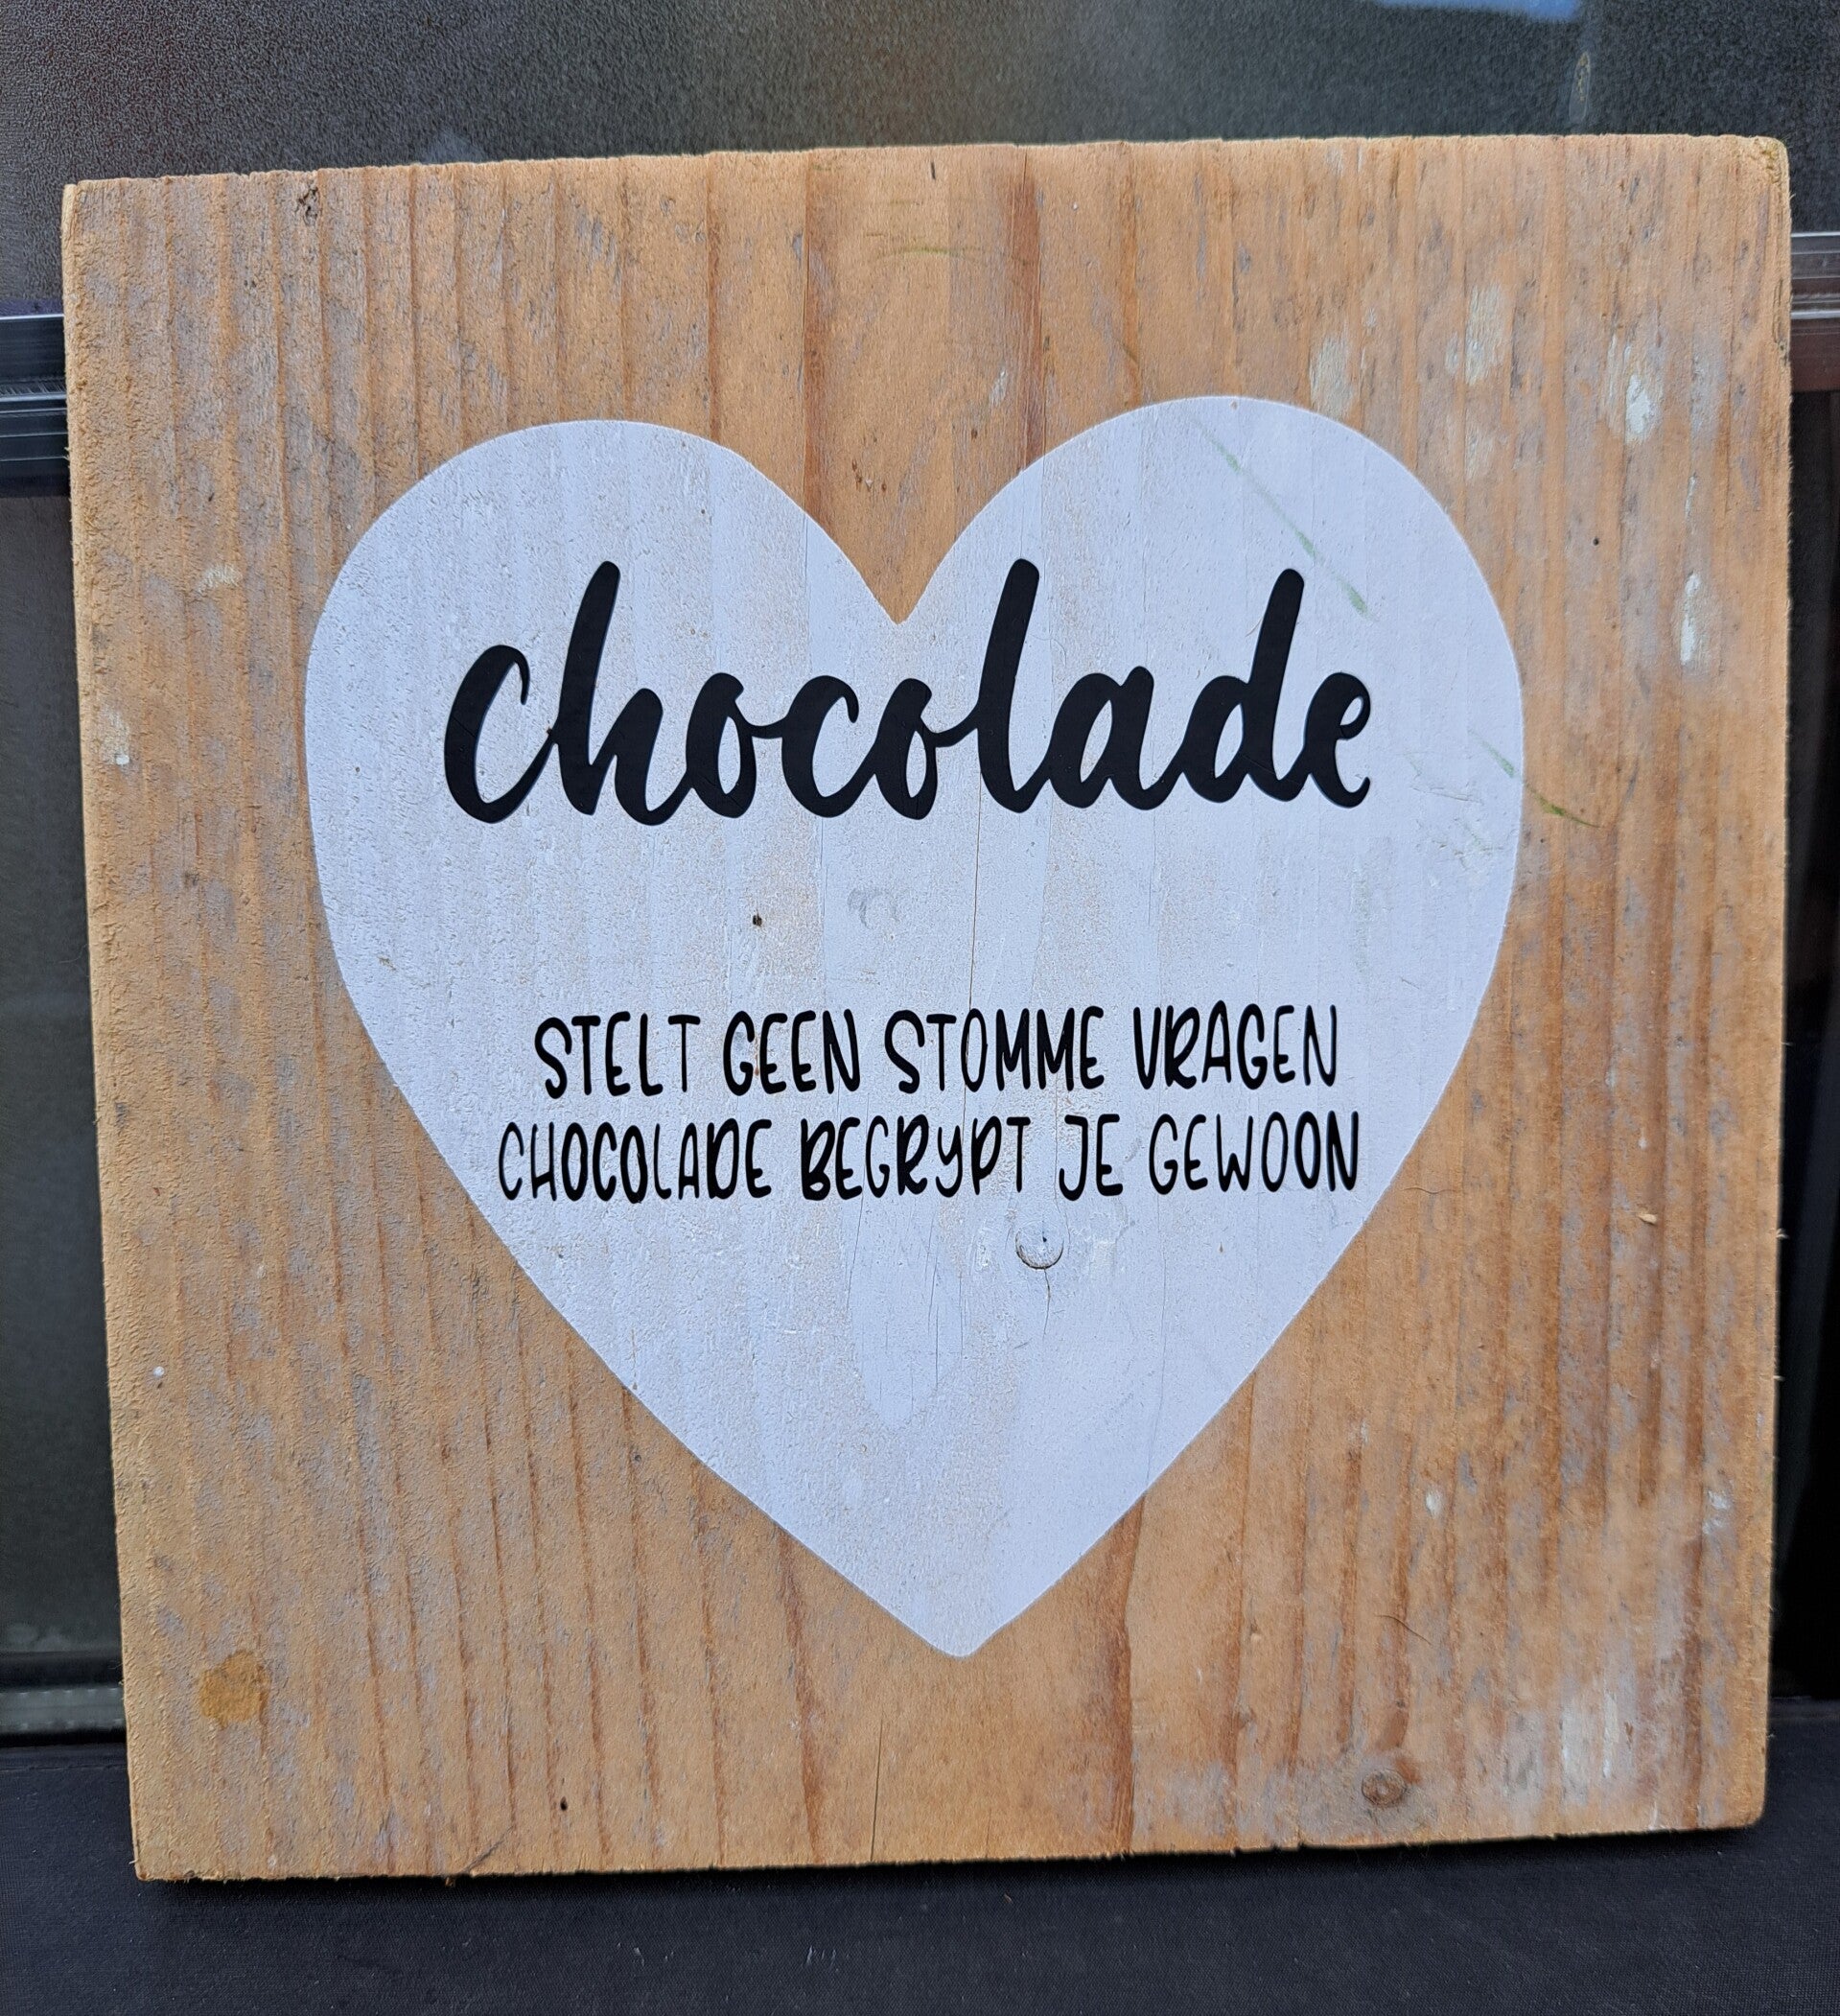 chocolade
STELT GEEN STOMME VRAGEN
CHOCOLADE BEGRYPT JE GEWOON